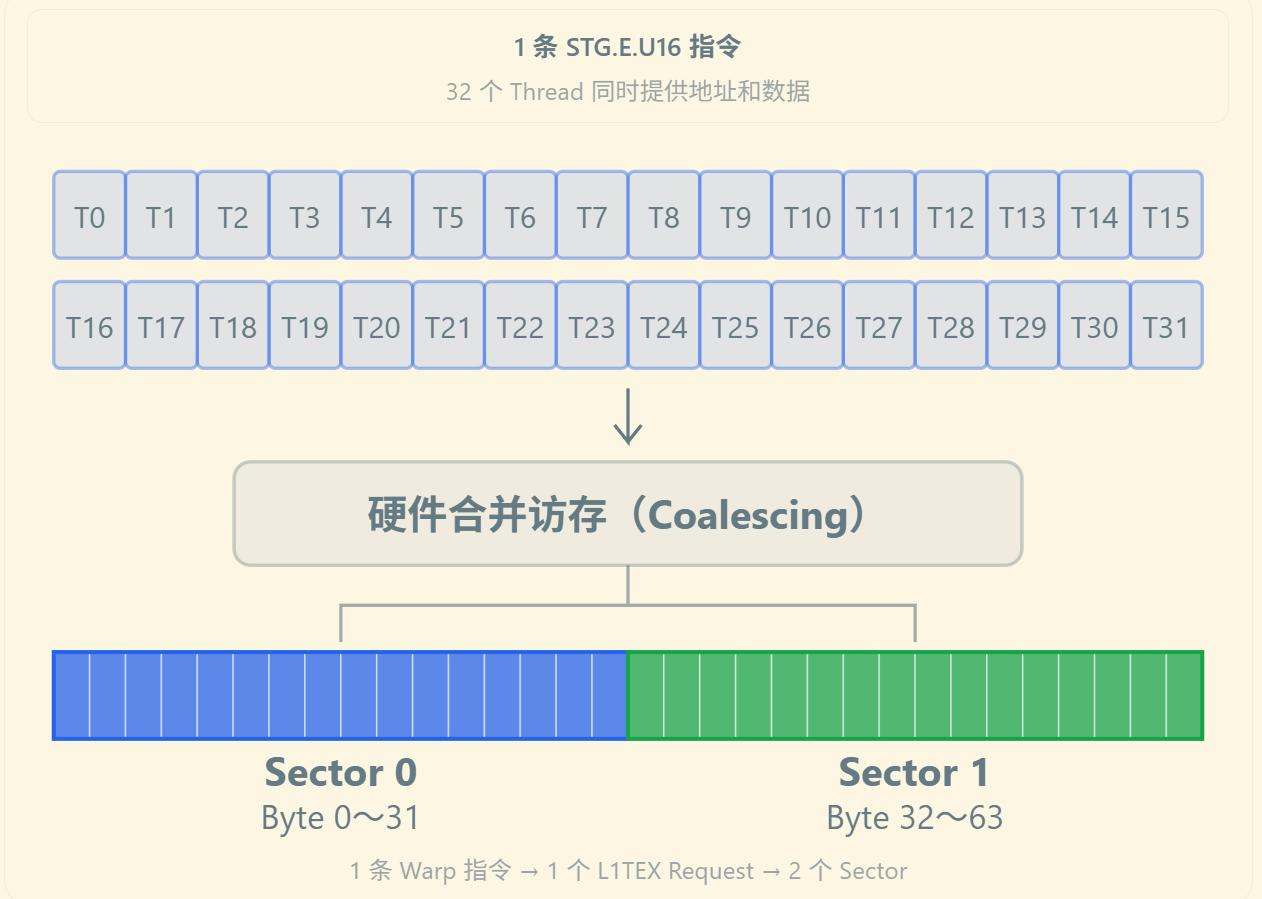 1 条 STG.E.U16 指令
32 个 Thread 同时提供地址和数据
T0 T1 T2 T3 T4 T5 T6 T7 T8 T9 T10 T11 T12 T13 T14 T15
T16 T17 T18 T19 T20 T21 T22 T23 T24 T25 T26 T27 T28 T29 T30 T31
硬件合并访存（Coalescing）
Sector 0 Sector 1
Byte 0～31 Byte 32～63
1 条 Warp 指令 → 1 个 L1TEX Request → 2 个 Sector